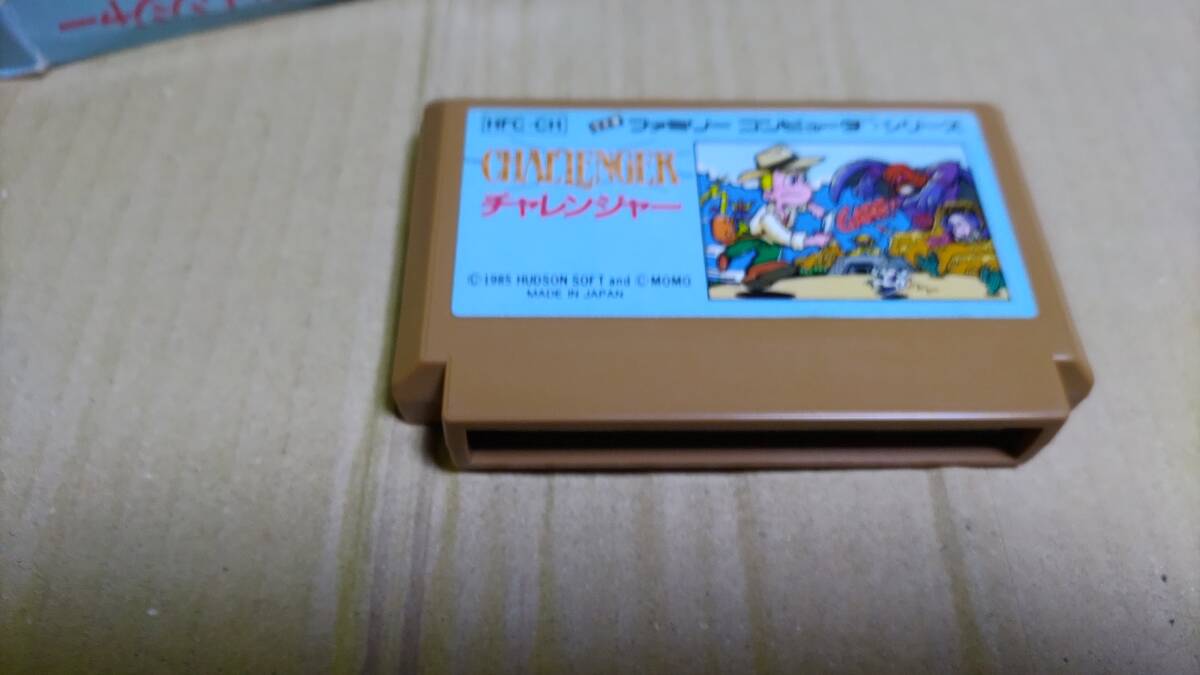 HFC-CH ファミリー コンピュータ シリーズ
CHALLENGER
チャレンジャー
GRRR!
©1985 HUDSON SOFT and ©MOMO
MADE IN JAPAN